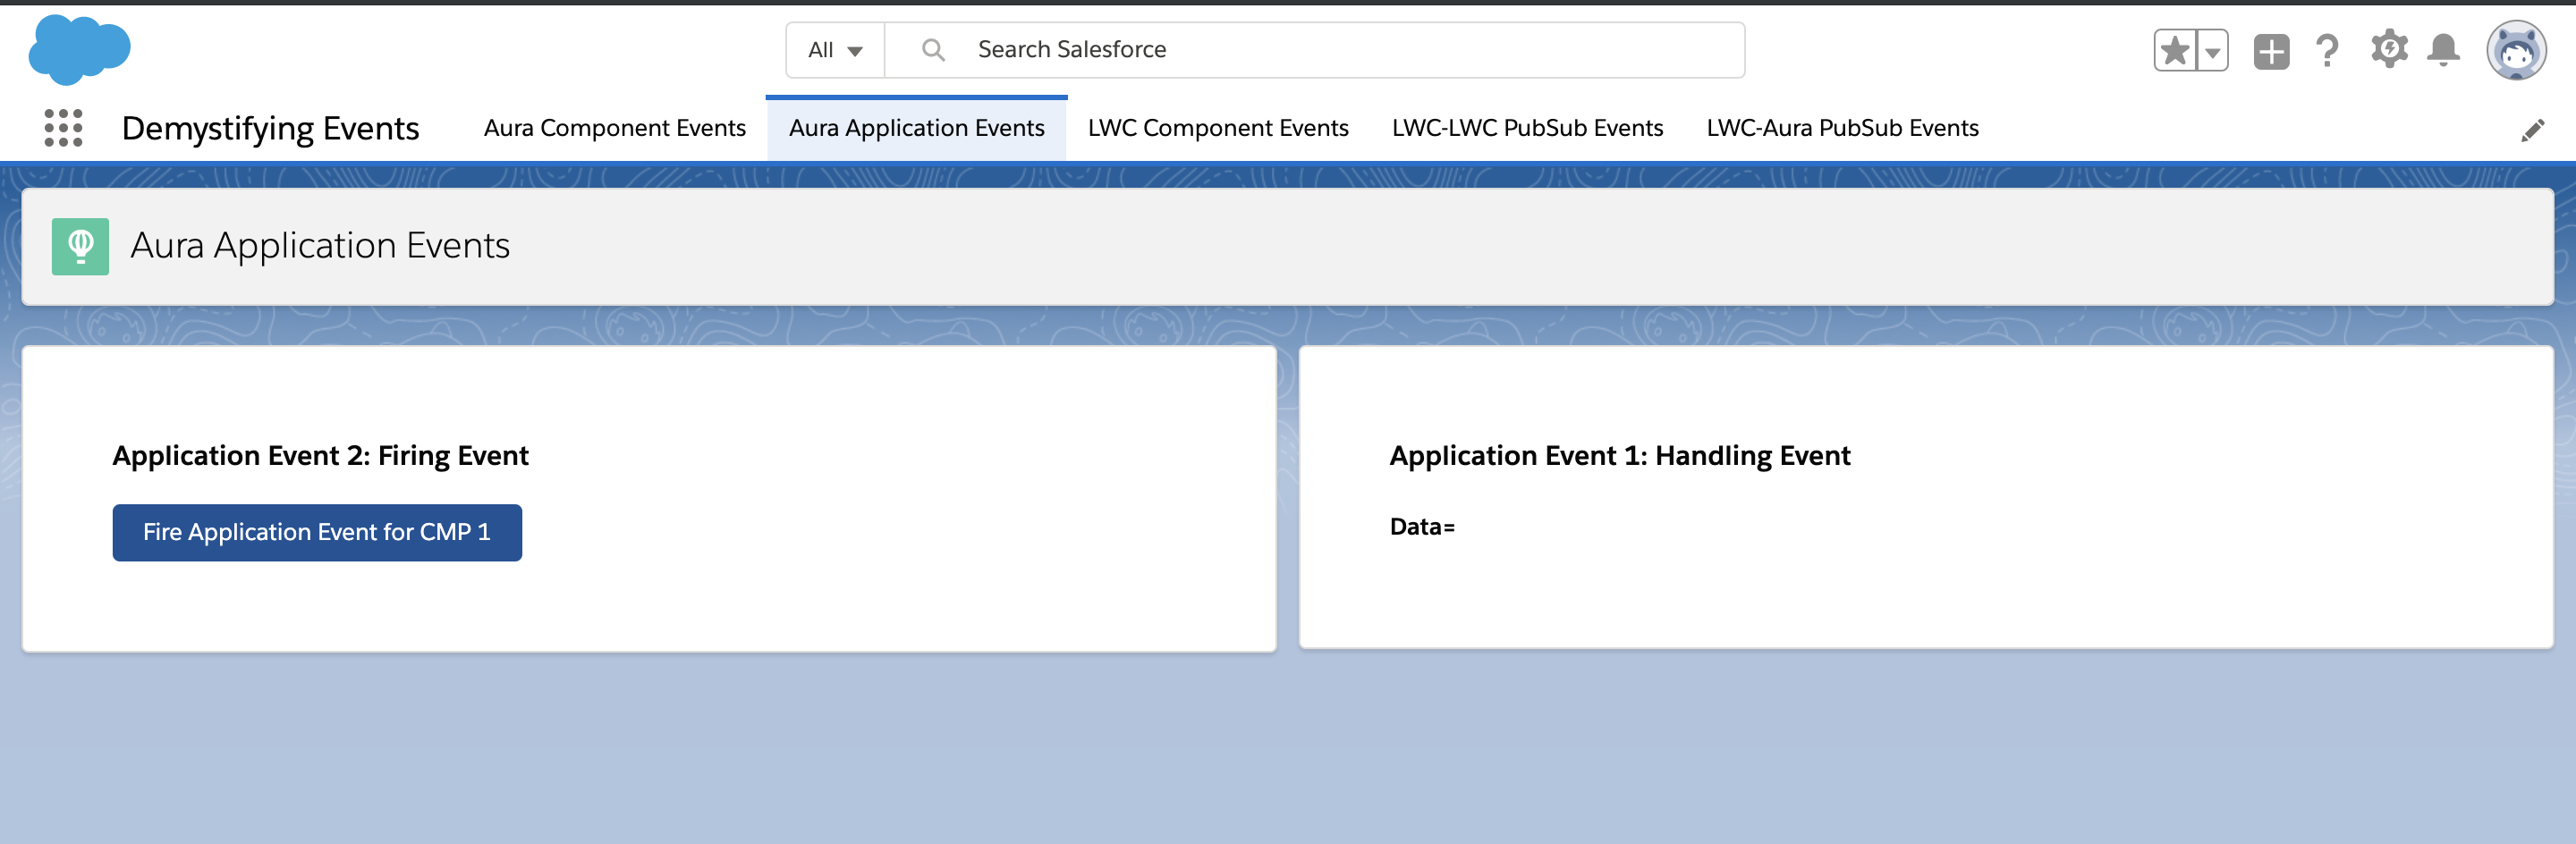 All
Search Salesforce
Demystifying Events
Aura Component Events
Aura Application Events
LWC Component Events
LWC-LWC PubSub Events
LWC-Aura PubSub Events
Aura Application Events
Application Event 2: Firing Event
Fire Application Event for CMP 1
Application Event 1: Handling Event
Data=